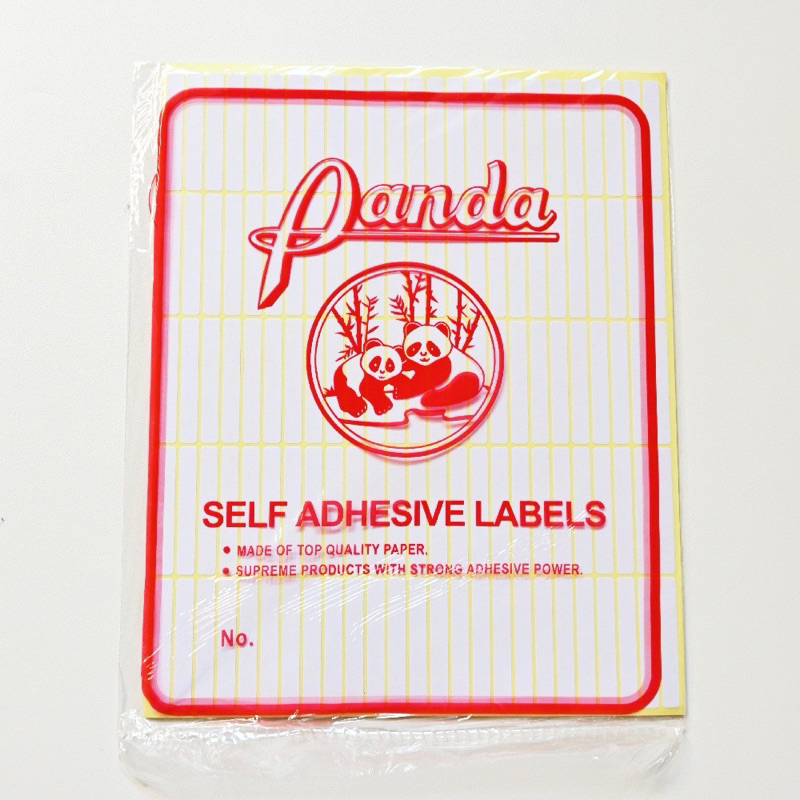 Panda
SELF ADHESIVE LABELS
• MADE OF TOP QUALITY PAPER.
• SUPREME PRODUCTS WITH STRONG ADHESIVE POWER.
No.